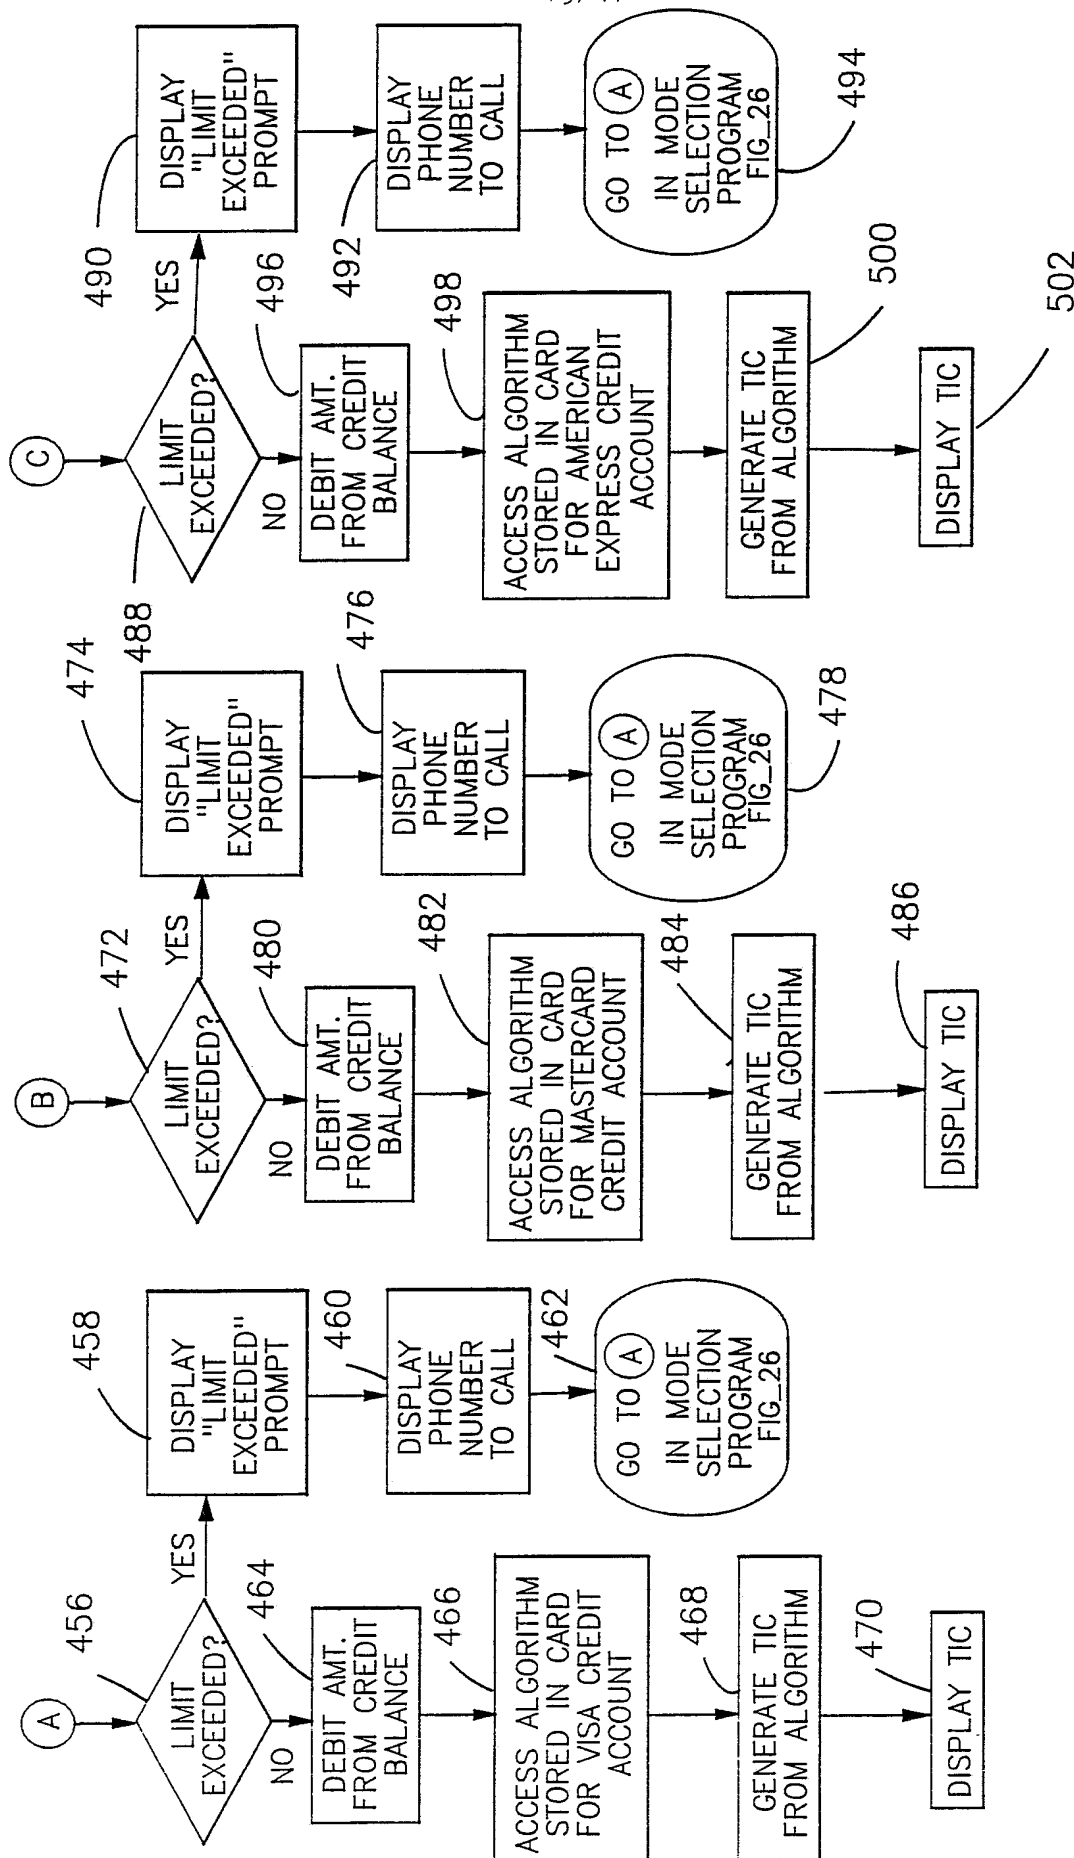 A
456
LIMIT
EXCEEDED?
YES
NO
458
DISPLAY
"LIMIT
EXCEEDED"
PROMPT
460
DISPLAY
PHONE
NUMBER
TO CALL
462
GO TO A
IN MODE
SELECTION
PROGRAM
FIG_26
464
DEBIT AMT.
FROM CREDIT
BALANCE
466
ACCESS ALGORITHM
STORED IN CARD
FOR VISA CREDIT
ACCOUNT
468
GENERATE TIC
FROM ALGORITHM
470
DISPLAY TIC
B
472
LIMIT
EXCEEDED?
YES
NO
474
DISPLAY
"LIMIT
EXCEEDED"
PROMPT
476
DISPLAY
PHONE
NUMBER
TO CALL
GO TO A
IN MODE
SELECTION
PROGRAM
FIG_26
478
480
DEBIT AMT.
FROM CREDIT
BALANCE
482
ACCESS ALGORITHM
STORED IN CARD
FOR MASTERCARD
CREDIT ACCOUNT
484
GENERATE TIC
FROM ALGORITHM
486
DISPLAY TIC
C
488
LIMIT
EXCEEDED?
YES
NO
490
DISPLAY
"LIMIT
EXCEEDED"
PROMPT
492
DISPLAY
PHONE
NUMBER
TO CALL
GO TO A
IN MODE
SELECTION
PROGRAM
FIG_26
494
496
DEBIT AMT.
FROM CREDIT
BALANCE
498
ACCESS ALGORITHM
STORED IN CARD
FOR AMERICAN
EXPRESS CREDIT
ACCOUNT
500
GENERATE TIC
FROM ALGORITHM
502
DISPLAY TIC